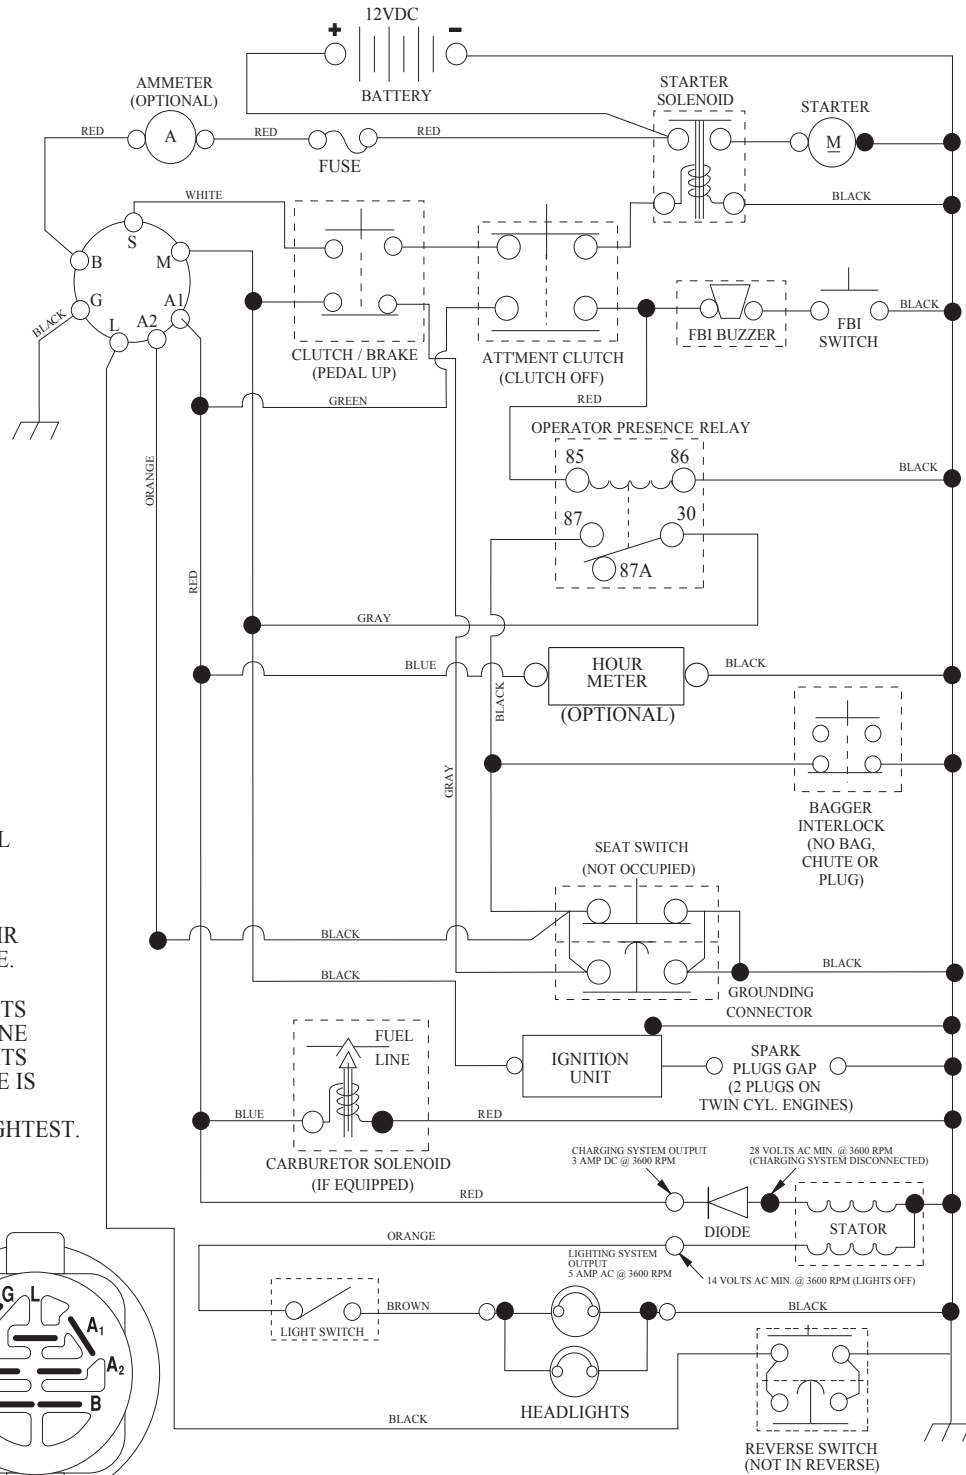 12VDC
+
-
BATTERY
AMMETER
(OPTIONAL)
A
RED
RED
FUSE
RED
STARTER
SOLENOID
STARTER
M
BLACK
WHITE
S
M
B
G
A1
A2
L
BLACK
CLUTCH / BRAKE
(PEDAL UP)
ATT'MENT CLUTCH
(CLUTCH OFF)
FBI BUZZER
FBI
SWITCH
BLACK
GREEN
RED
OPERATOR PRESENCE RELAY
85
86
BLACK
87
30
87A
ORANGE
RED
GRAY
BLUE
HOUR
METER
(OPTIONAL)
BLACK
BLACK
GRAY
BAGGER
INTERLOCK
(NO BAG,
CHUTE OR
PLUG)
SEAT SWITCH
(NOT OCCUPIED)
BLACK
BLACK
BLACK
GROUNDING
CONNECTOR
IGNITION
UNIT
SPARK
PLUGS GAP
(2 PLUGS ON
TWIN CYL. ENGINES)
FUEL
LINE
BLUE
RED
CARBURETOR SOLENOID
(IF EQUIPPED)
RED
CHARGING SYSTEM OUTPUT
3 AMP DC @ 3600 RPM
28 VOLTS AC MIN. @ 3600 RPM
(CHARGING SYSTEM DISCONNECTED)
DIODE
STATOR
ORANGE
LIGHTING SYSTEM
OUTPUT
5 AMP AC @ 3600 RPM
14 VOLTS AC MIN. @ 3600 RPM (LIGHTS OFF)
LIGHT SWITCH
BROWN
BLACK
HEADLIGHTS
BLACK
REVERSE SWITCH
(NOT IN REVERSE)
E.
TS
NE
TS
E IS
GHTEST.
G
L
A1
A2
B